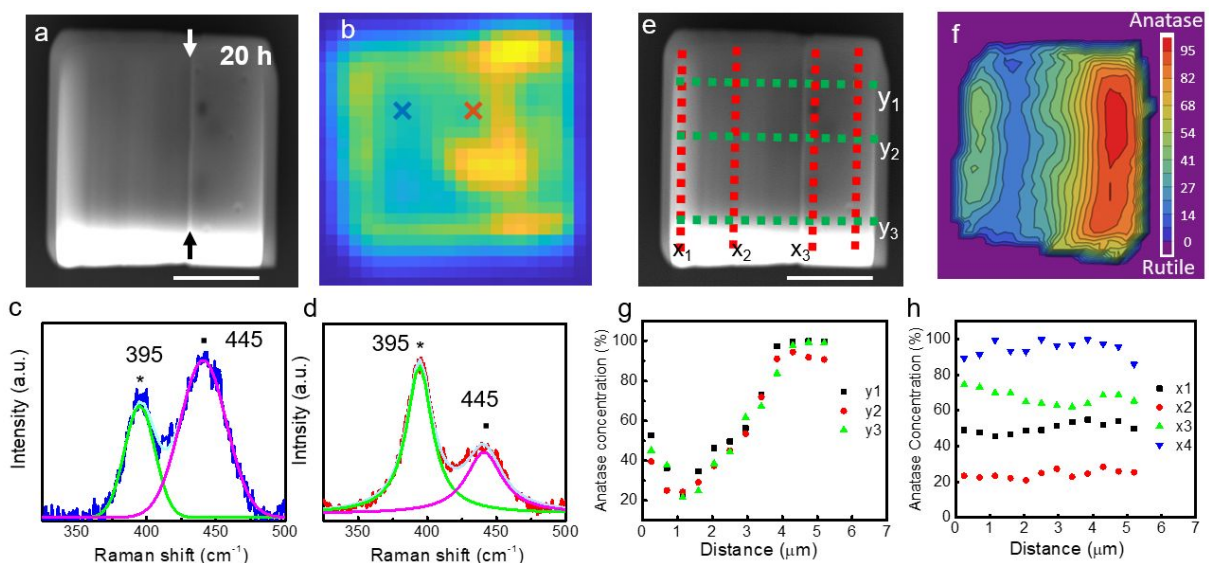 a
20 h
b
e
y1
y2
y3
x1
x2
x3
f
Anatase
95
82
68
54
41
27
14
0
Rutile
c
395
*
445
Intensity (a.u.)
350
400
450
500
Raman shift (cm-1)
d
395
*
445
Intensity (a.u.)
350
400
450
500
Raman shift (cm-1)
g
Anatase concentration (%)
100
80
60
40
20
y1
y2
y3
0
1
2
3
4
5
6
7
Distance (μm)
h
Anatase Concentration (%)
100
80
60
40
20
x1
x2
x3
x4
0
1
2
3
4
5
6
7
Distance (μm)